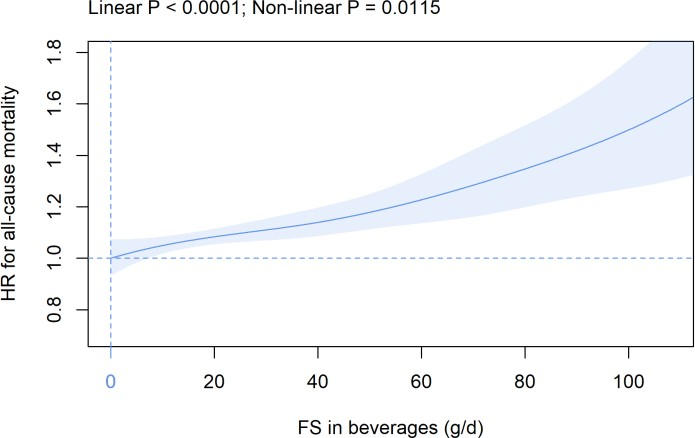 Linear P < 0.0001; Non-linear P = 0.0115
HR for all-cause mortality
1.8
1.6
1.4
1.2
1.0
0.8
0 20 40 60 80 100
FS in beverages (g/d)